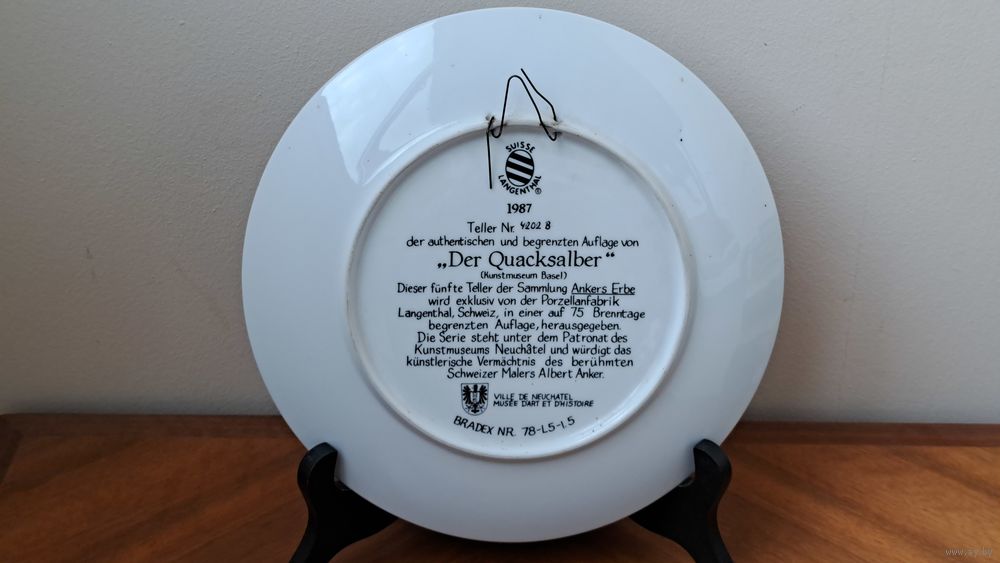 SUISSE
LANGENTHAL ®
1987
Teller Nr. 4202 B
der authentischen und begrenzten Auflage von
„Der Quacksalber“
(Kunstmuseum Basel)
Dieser fünfte Teller der Sammlung Ankers Erbe
wird exklusiv von der Porzellanfabrik
Langenthal, Schweiz, in einer auf 75 Brenntage
begrenzten Auflage, herausgegeben.
Die Serie steht unter dem Patronat des
Kunstmuseums Neuchâtel und würdigt das
künstlerische Vermächtnis des berühmten
Schweizer Malers Albert Anker.
VILLE DE NEUCHATEL
MUSÉE D'ART ET D'HISTOIRE
BRADEX NR. 78-L5-1.5
www.ay.by